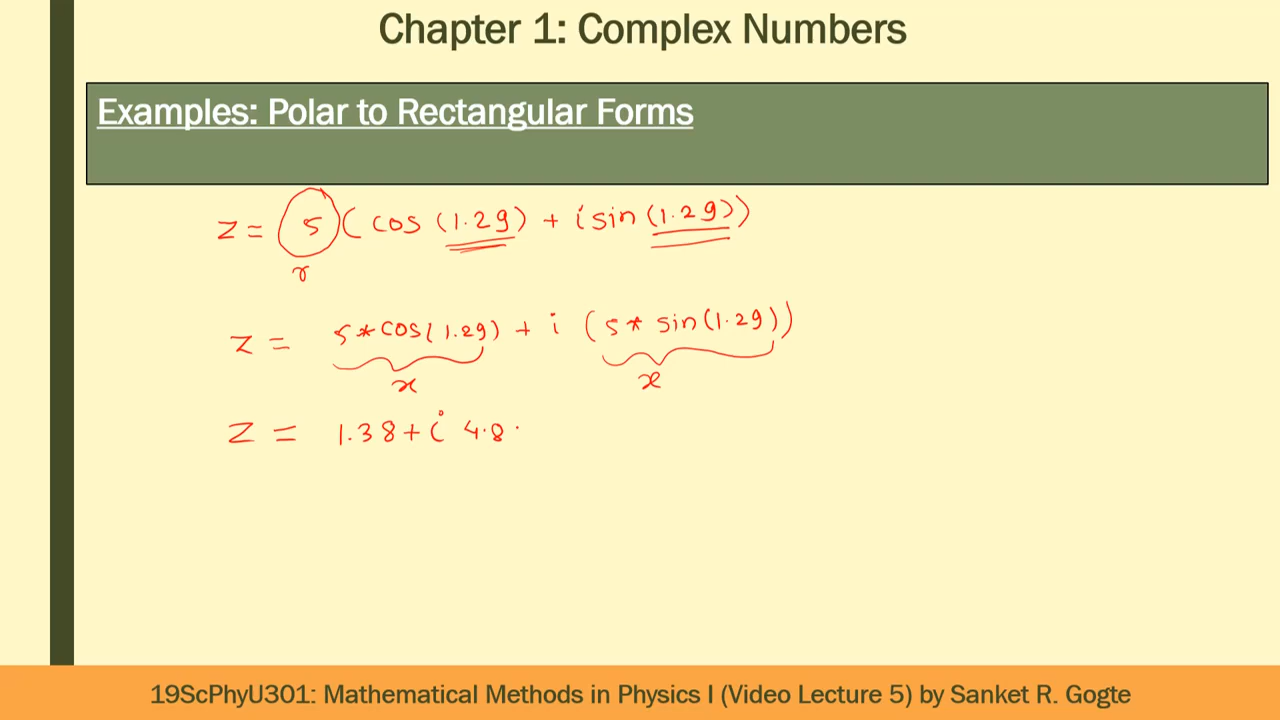 Chapter 1: Complex Numbers
Examples: Polar to Rectangular Forms
z = 5 ( cos (1.29) + i sin (1.29))
r
z = 5 * cos( 1.29) + i ( 5 * sin(1.29))
x x
z = 1.38 + i 4.8
19ScPhyU301: Mathematical Methods in Physics I (Video Lecture 5) by Sanket R. Gogte